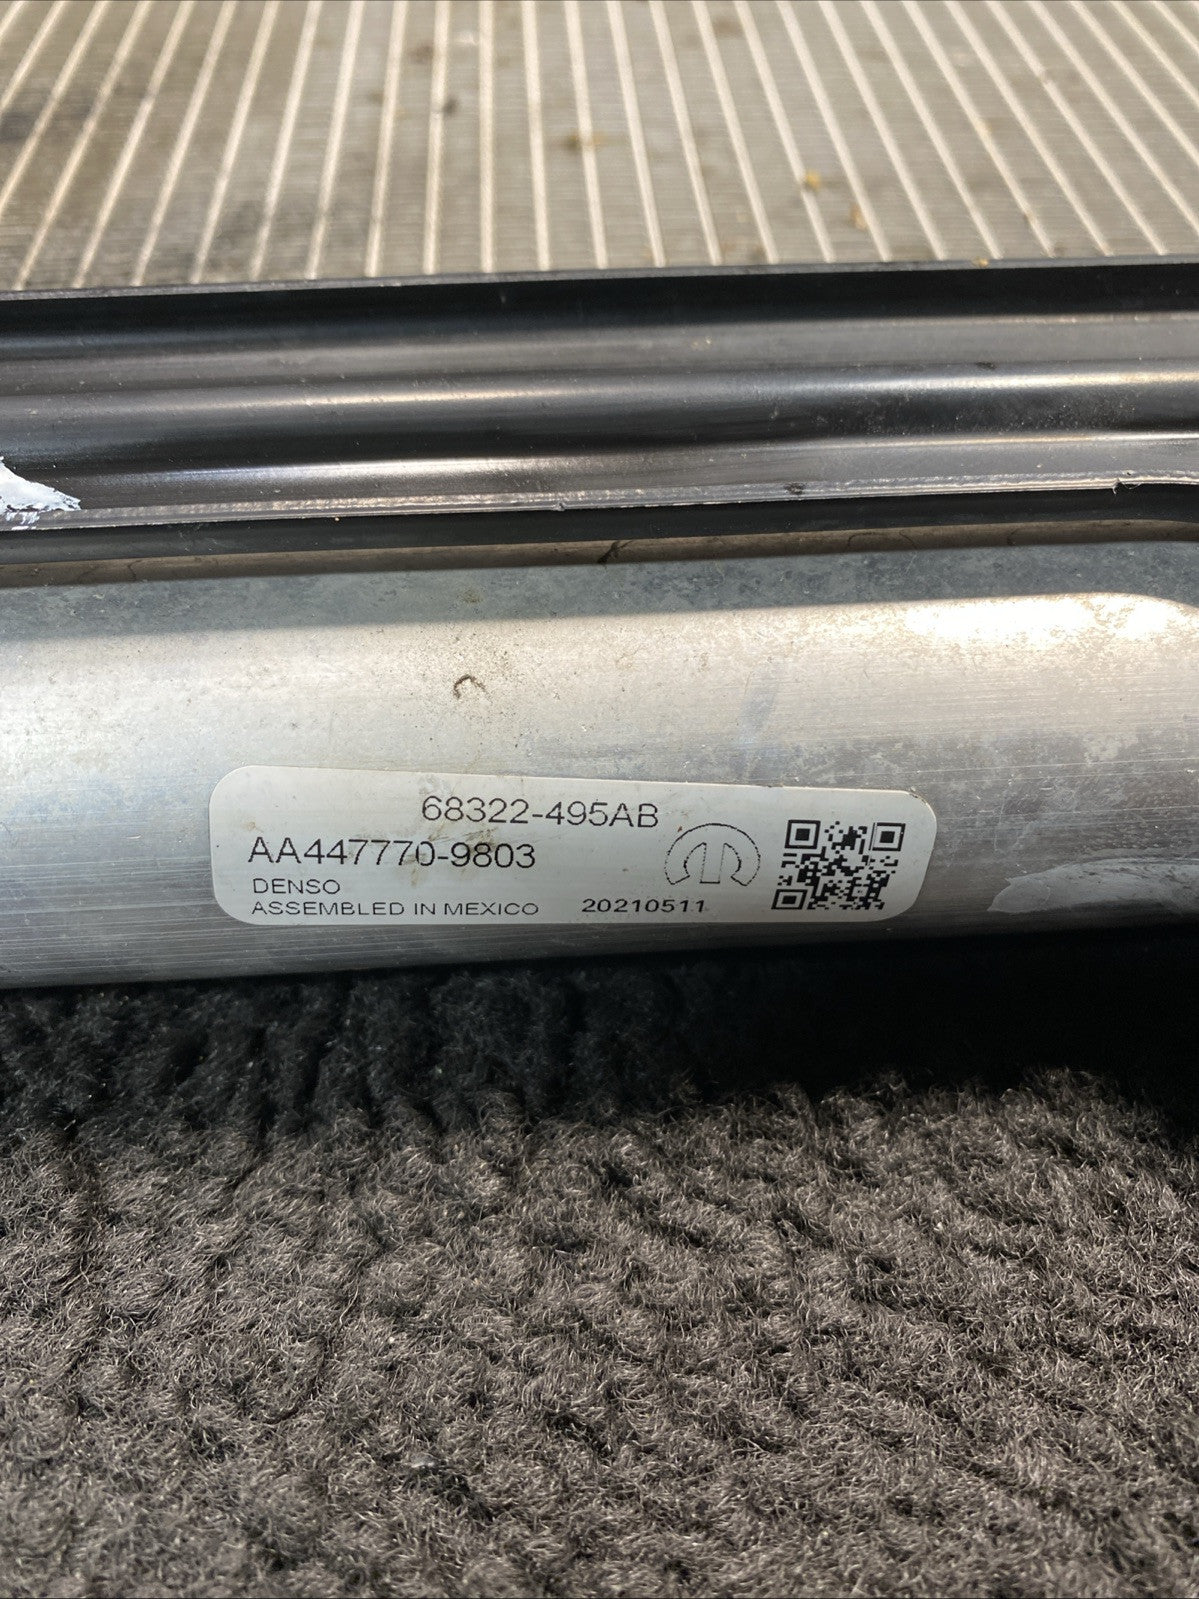 68322-495AB
AA447770-9803
DENSO
ASSEMBLED IN MEXICO 20210511